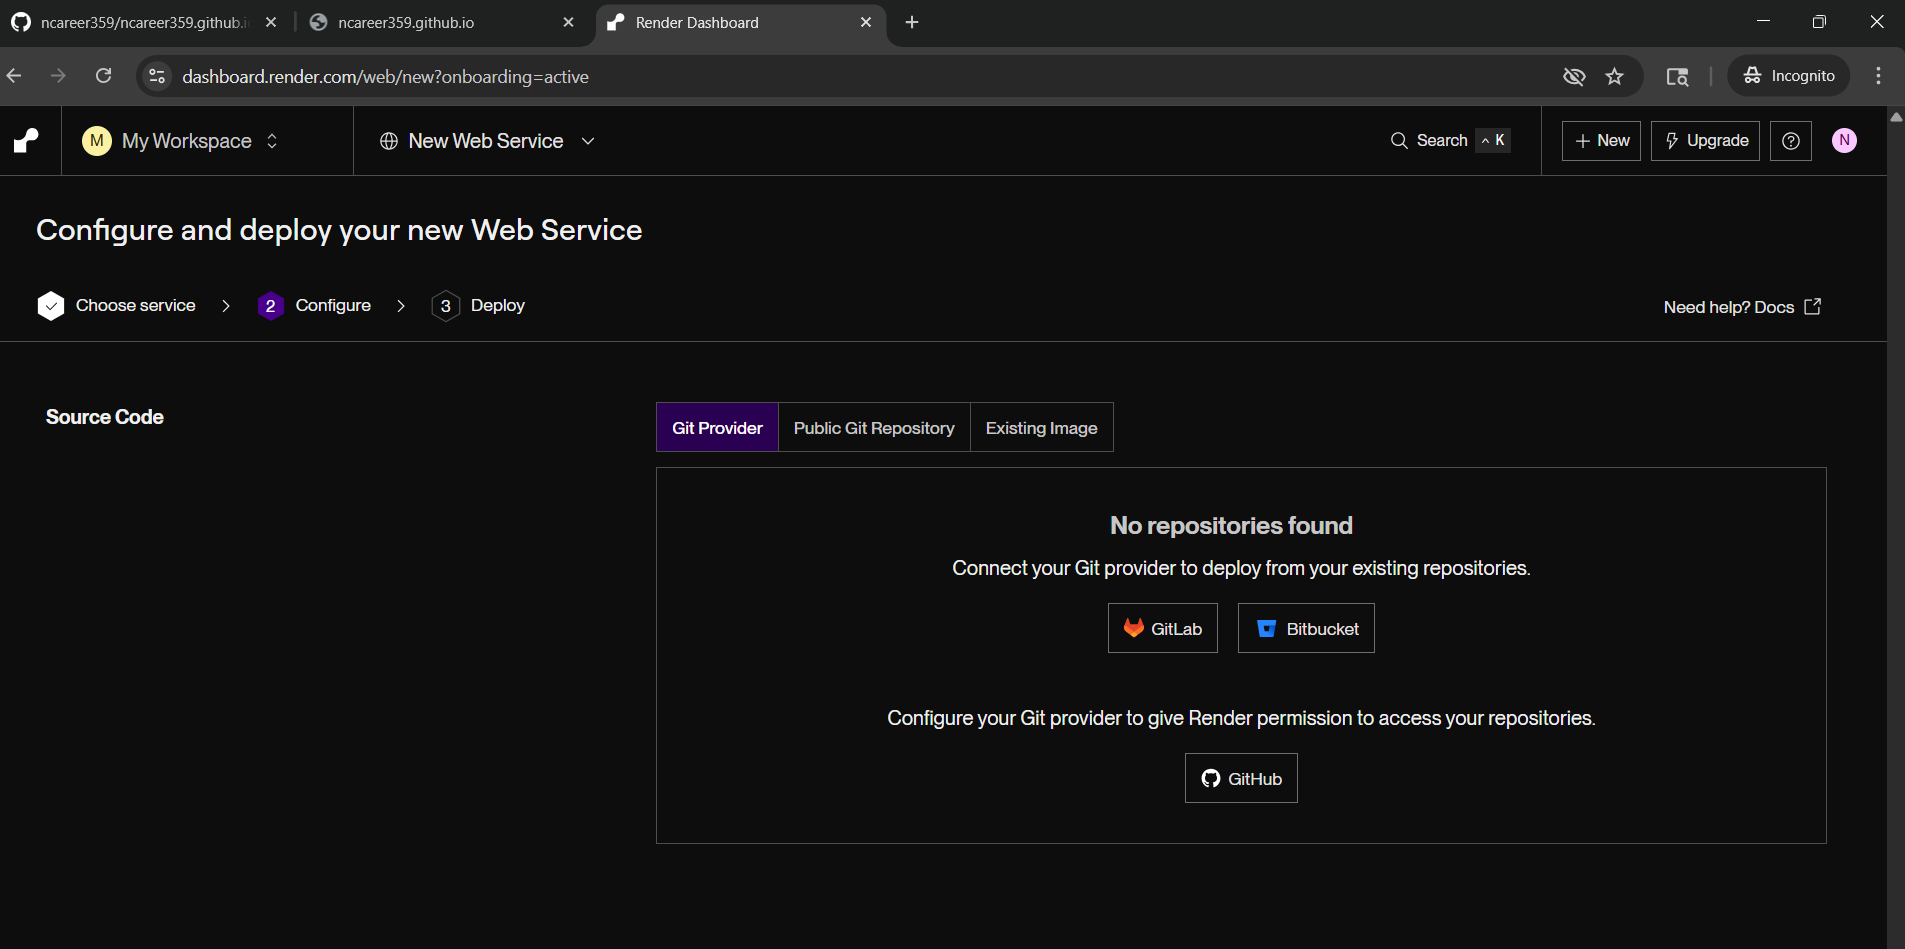 ncareer359/ncareer359.github.i
ncareer359.github.io
Render Dashboard
dashboard.render.com/web/new?onboarding=active
Incognito
M My Workspace
New Web Service
Search ^ K
+ New
Upgrade
N
Configure and deploy your new Web Service
Choose service
2 Configure
3 Deploy
Need help? Docs
Source Code
Git Provider
Public Git Repository
Existing Image
No repositories found
Connect your Git provider to deploy from your existing repositories.
GitLab
Bitbucket
Configure your Git provider to give Render permission to access your repositories.
GitHub